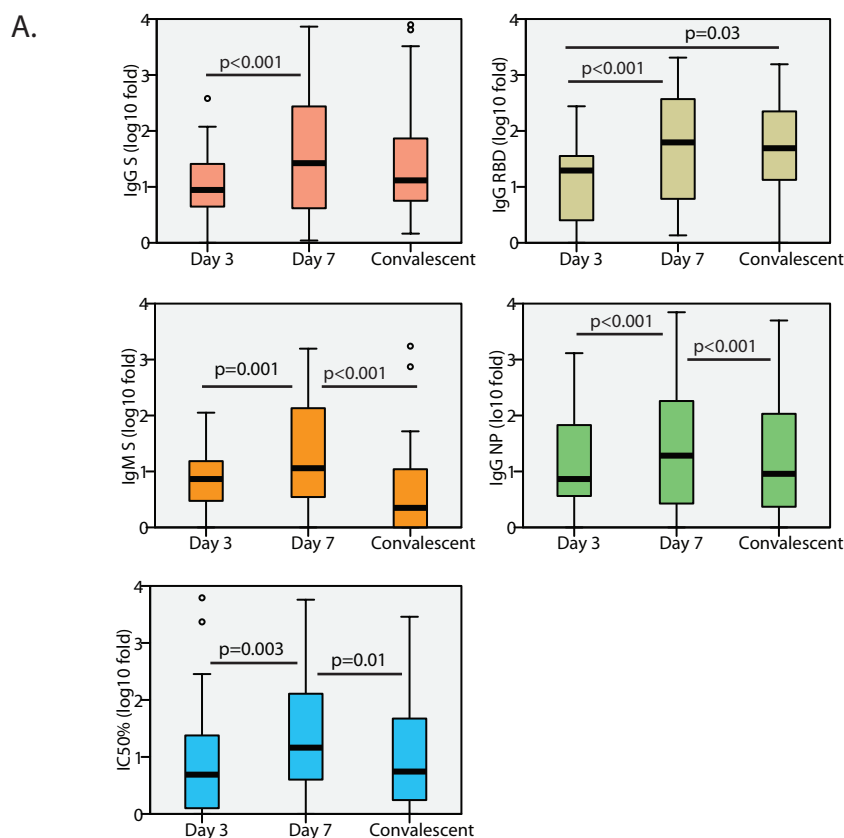 A.
IgG S (log10 fold)
4
3
2
1
0
p<0.001
Day 3
Day 7
Convalescent
IgG RBD (log10 fold)
4
3
2
1
0
p=0.03
p<0.001
Day 3
Day 7
Convalescent
IgM S (log10 fold)
4
3
2
1
0
p=0.001
p<0.001
Day 3
Day 7
Convalescent
IgG NP (lo10 fold)
4
3
2
1
0
p<0.001
p<0.001
Day 3
Day 7
Convalescent
IC50% (log10 fold)
4
3
2
1
0
p=0.003
p=0.01
Day 3
Day 7
Convalescent